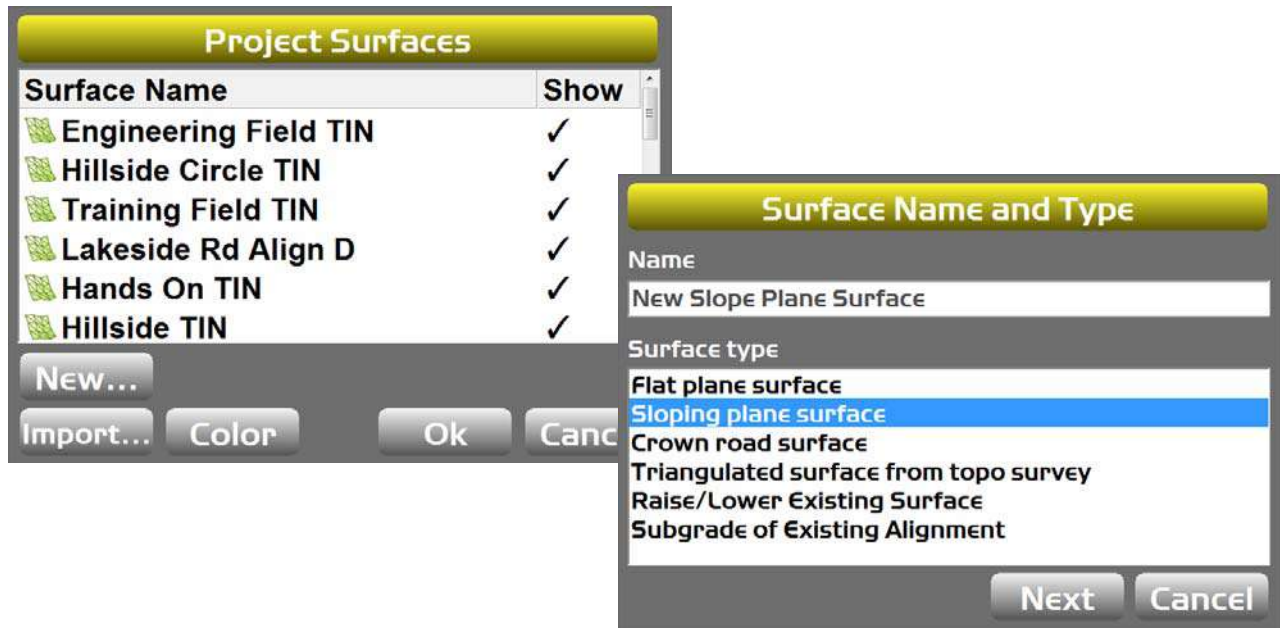 Project Surfaces
Surface Name Show
Engineering Field TIN ✓
Hillside Circle TIN ✓
Training Field TIN ✓
Lakeside Rd Align D ✓
Hands On TIN ✓
Hillside TIN ✓
New...
Import... Color Ok Canc
Surface Name and Type
Name
New Slope Plane Surface
Surface type
Flat plane surface
Sloping plane surface
Crown road surface
Triangulated surface from topo survey
Raise/Lower Existing Surface
Subgrade of Existing Alignment
Next Cancel